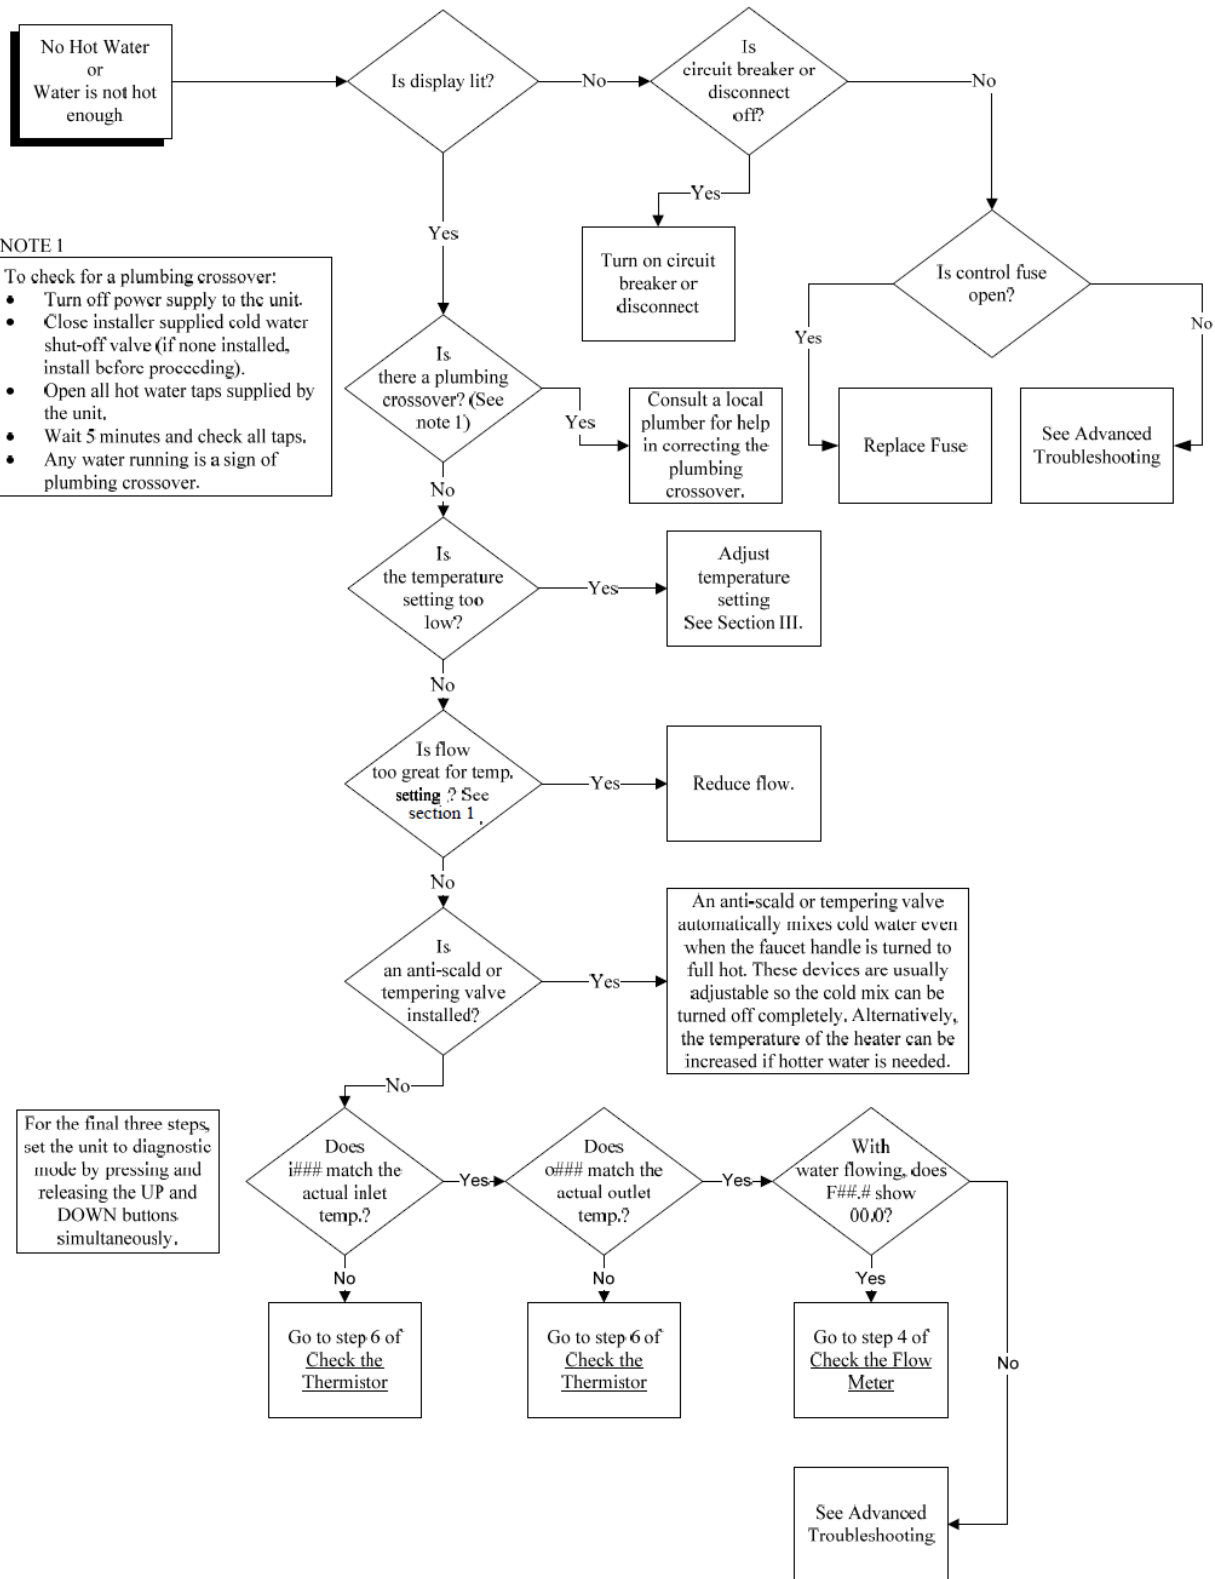 No Hot Water
or
Water is not hot
enough
Is display lit?
No
Is
circuit breaker or
disconnect
off?
No
Yes
Turn on circuit
breaker or
disconnect
Is control fuse
open?
Yes
Replace Fuse
No
See Advanced
Troubleshooting
Yes
NOTE 1
To check for a plumbing crossover:
• Turn off power supply to the unit.
• Close installer supplied cold water
shut-off valve (if none installed,
install before proceeding).
• Open all hot water taps supplied by
the unit.
• Wait 5 minutes and check all taps.
• Any water running is a sign of
plumbing crossover.
Is
there a plumbing
crossover? (See
note 1)
Yes
Consult a local
plumber for help
in correcting the
plumbing
crossover.
No
Is
the temperature
setting too
low?
Yes
Adjust
temperature
setting
See Section III.
No
Is flow
too great for temp.
setting ? See
section 1 .
Yes
Reduce flow.
No
Is
an anti-scald or
tempering valve
installed?
Yes
An anti-scald or tempering valve
automatically mixes cold water even
when the faucet handle is turned to
full hot. These devices are usually
adjustable so the cold mix can be
turned off completely. Alternatively,
the temperature of the heater can be
increased if hotter water is needed.
No
For the final three steps,
set the unit to diagnostic
mode by pressing and
releasing the UP and
DOWN buttons
simultaneously.
Does
i### match the
actual inlet
temp.?
Yes
Does
o### match the
actual outlet
temp.?
Yes
With
water flowing, does
F##.# show
00.0?
No
Go to step 6 of
Check the
Thermistor
No
Go to step 6 of
Check the
Thermistor
Yes
Go to step 4 of
Check the Flow
Meter
No
See Advanced
Troubleshooting